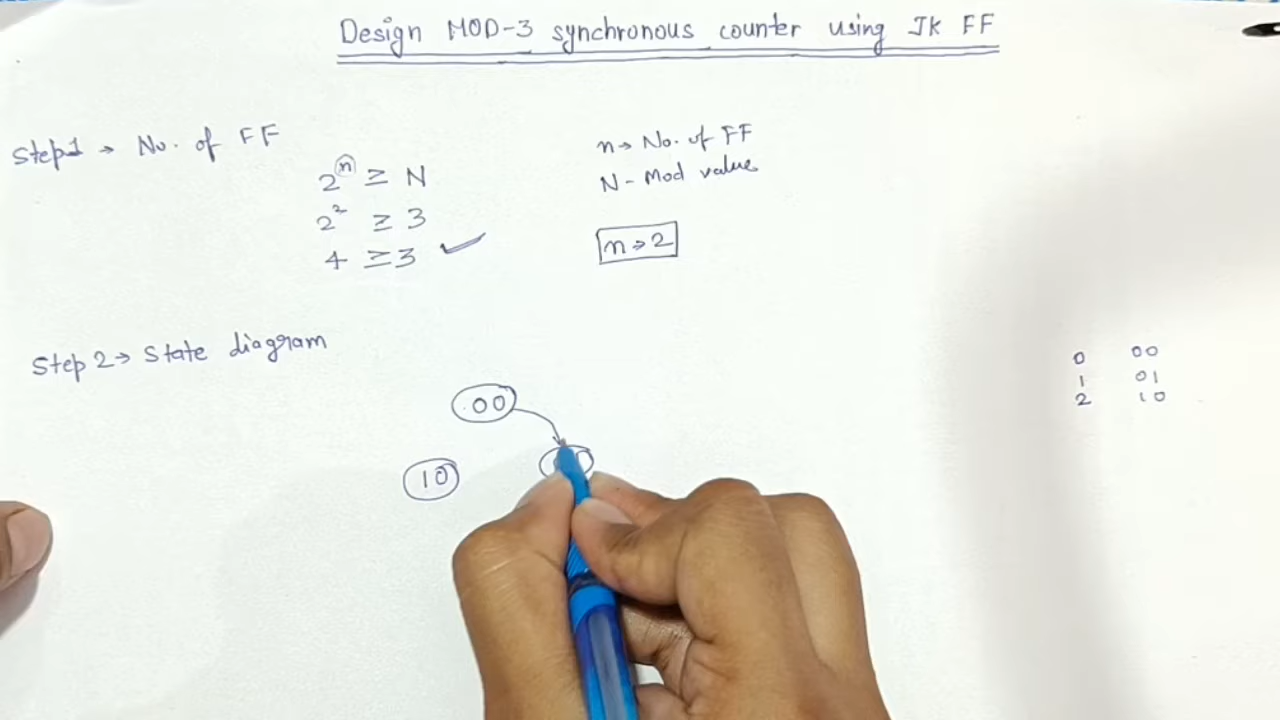 Design MOD-3 synchronous counter using JK FF
Step1 → No. of FF
2^n ≥ N
2^2 ≥ 3
4 ≥ 3 ✓
n → No. of FF
N - Mod value
n → 2
Step 2 → State diagram
00
10
0 00
1 01
2 10